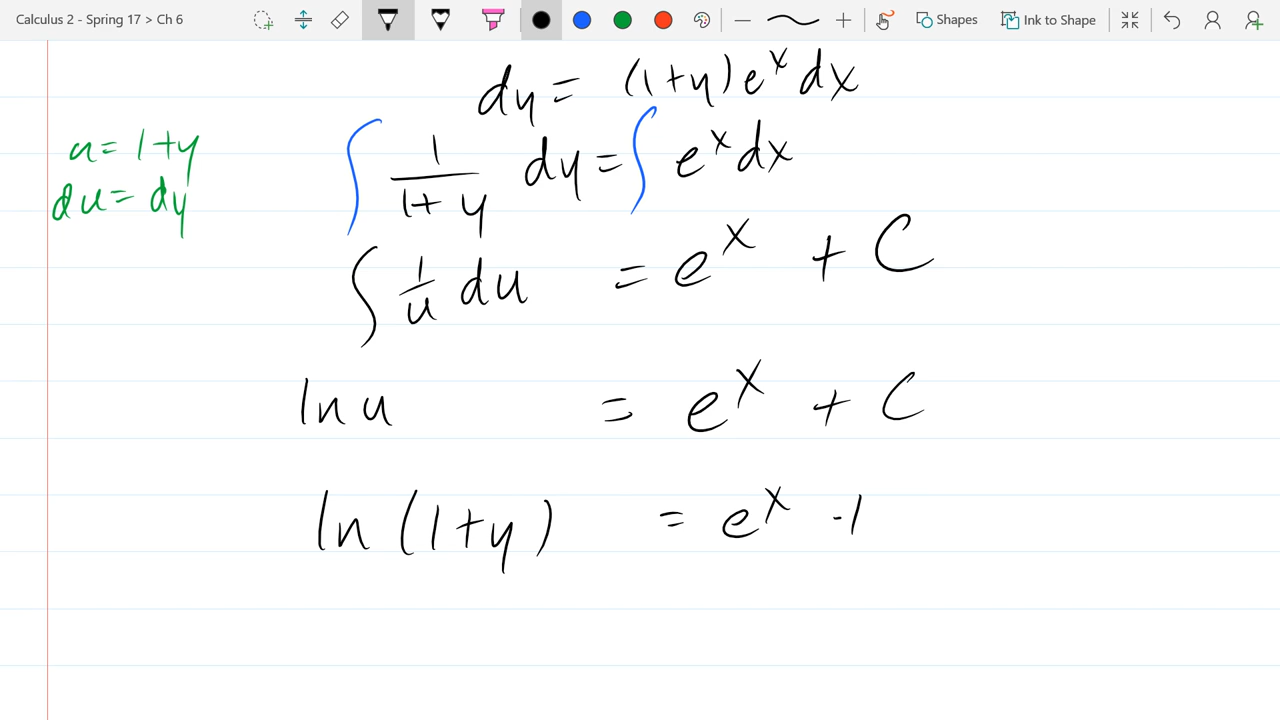 Calculus 2 - Spring 17 > Ch 6 Shapes Ink to Shape
dy = (1+y)e^x dx
u = 1+y
du = dy
∫ 1/(1+y) dy = ∫ e^x dx
∫ 1/u du = e^x + C
ln u = e^x + C
ln (1+y) = e^x